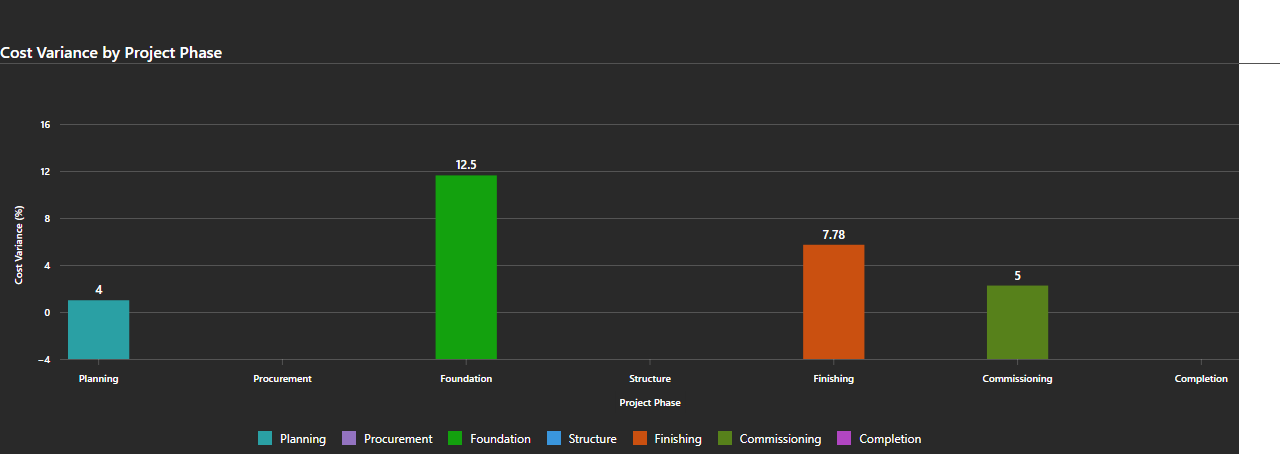 Cost Variance by Project Phase
16
12.5
12
8
7.78
Cost Variance (%)
4
4
5
0
−4
Planning Procurement Foundation Structure Finishing Commissioning Completion
Project Phase
Planning Procurement Foundation Structure Finishing Commissioning Completion